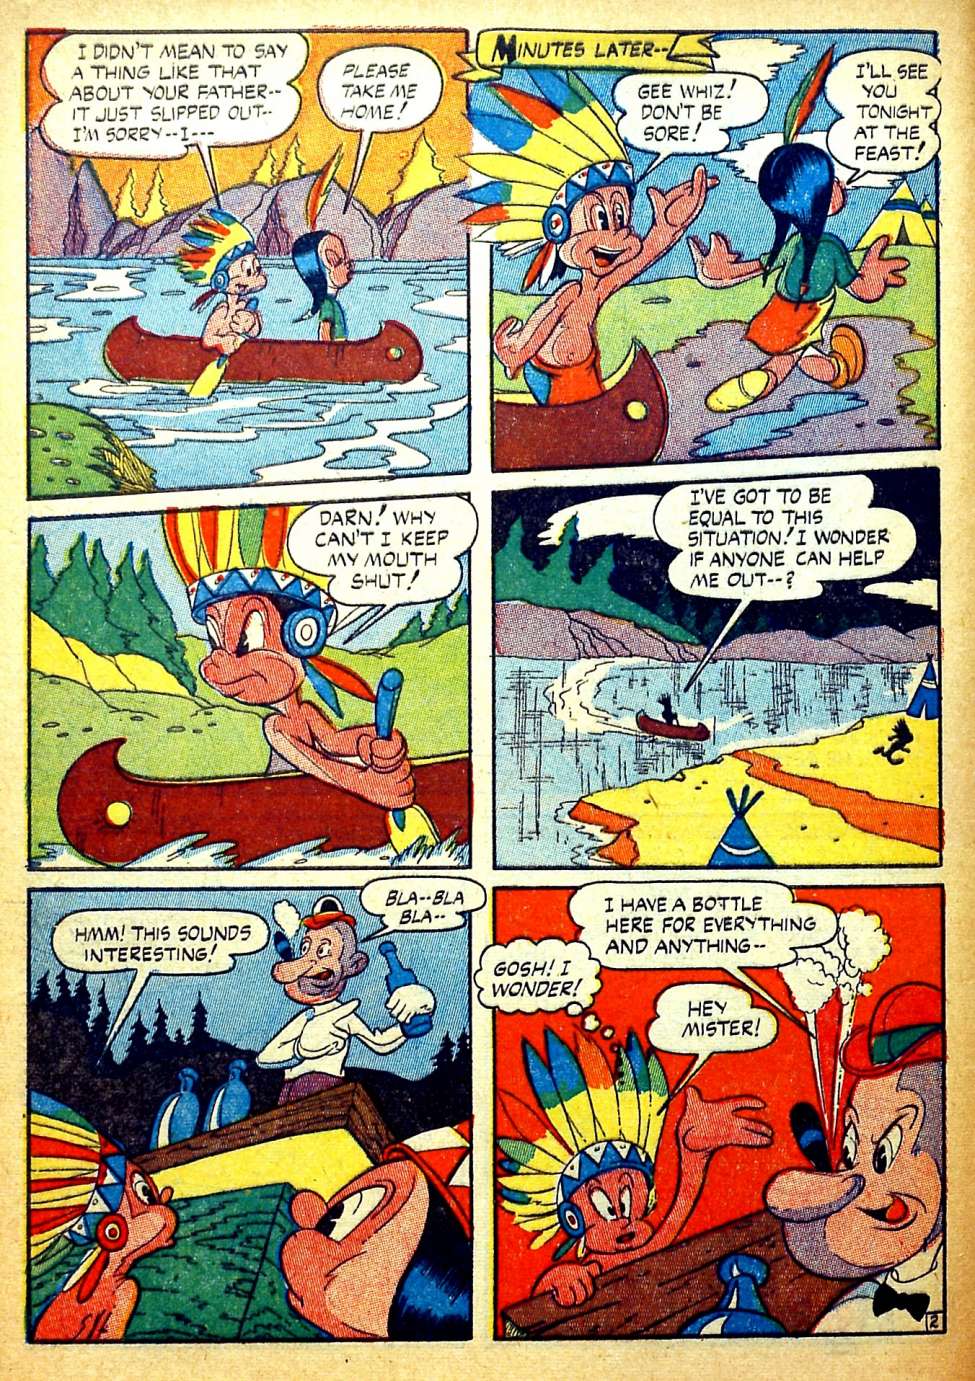 I DIDN'T MEAN TO SAY
A THING LIKE THAT
ABOUT YOUR FATHER--
IT JUST SLIPPED OUT--
I'M SORRY--I---
PLEASE
TAKE ME
HOME!
MINUTES LATER--
GEE WHIZ!
DON'T BE
SORE!
I'LL SEE
YOU
TONIGHT
AT THE
FEAST!
DARN! WHY
CAN'T I KEEP
MY MOUTH
SHUT!
I'VE GOT TO BE
EQUAL TO THIS
SITUATION! I WONDER
IF ANYONE CAN HELP
ME OUT--?
HMM! THIS SOUNDS
INTERESTING!
BLA--BLA
BLA--
I HAVE A BOTTLE
HERE FOR EVERYTHING
AND ANYTHING--
GOSH! I
WONDER!
HEY
MISTER!
2